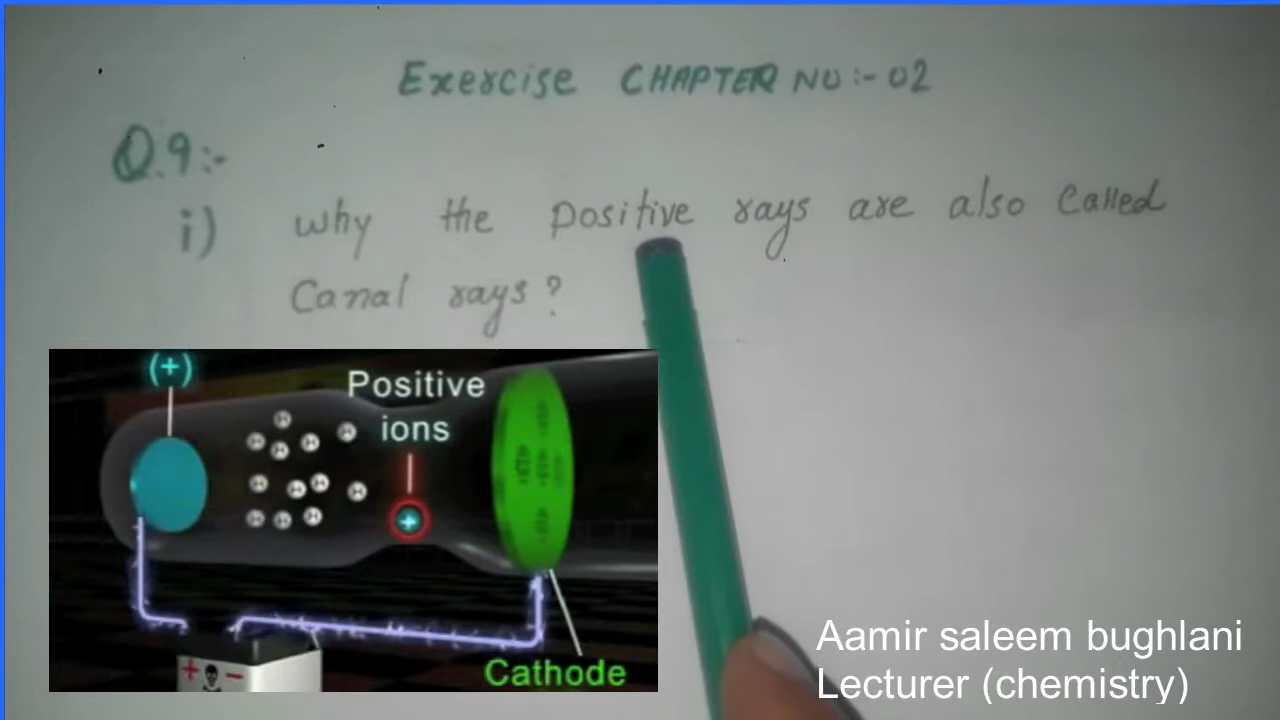 Exercise CHAPTER NO:- 02
Q.9:-
i) why the positive rays are also called
Canal rays?
(+)
Positive
ions
+
+ -
Cathode
Aamir saleem bughlani
Lecturer (chemistry)